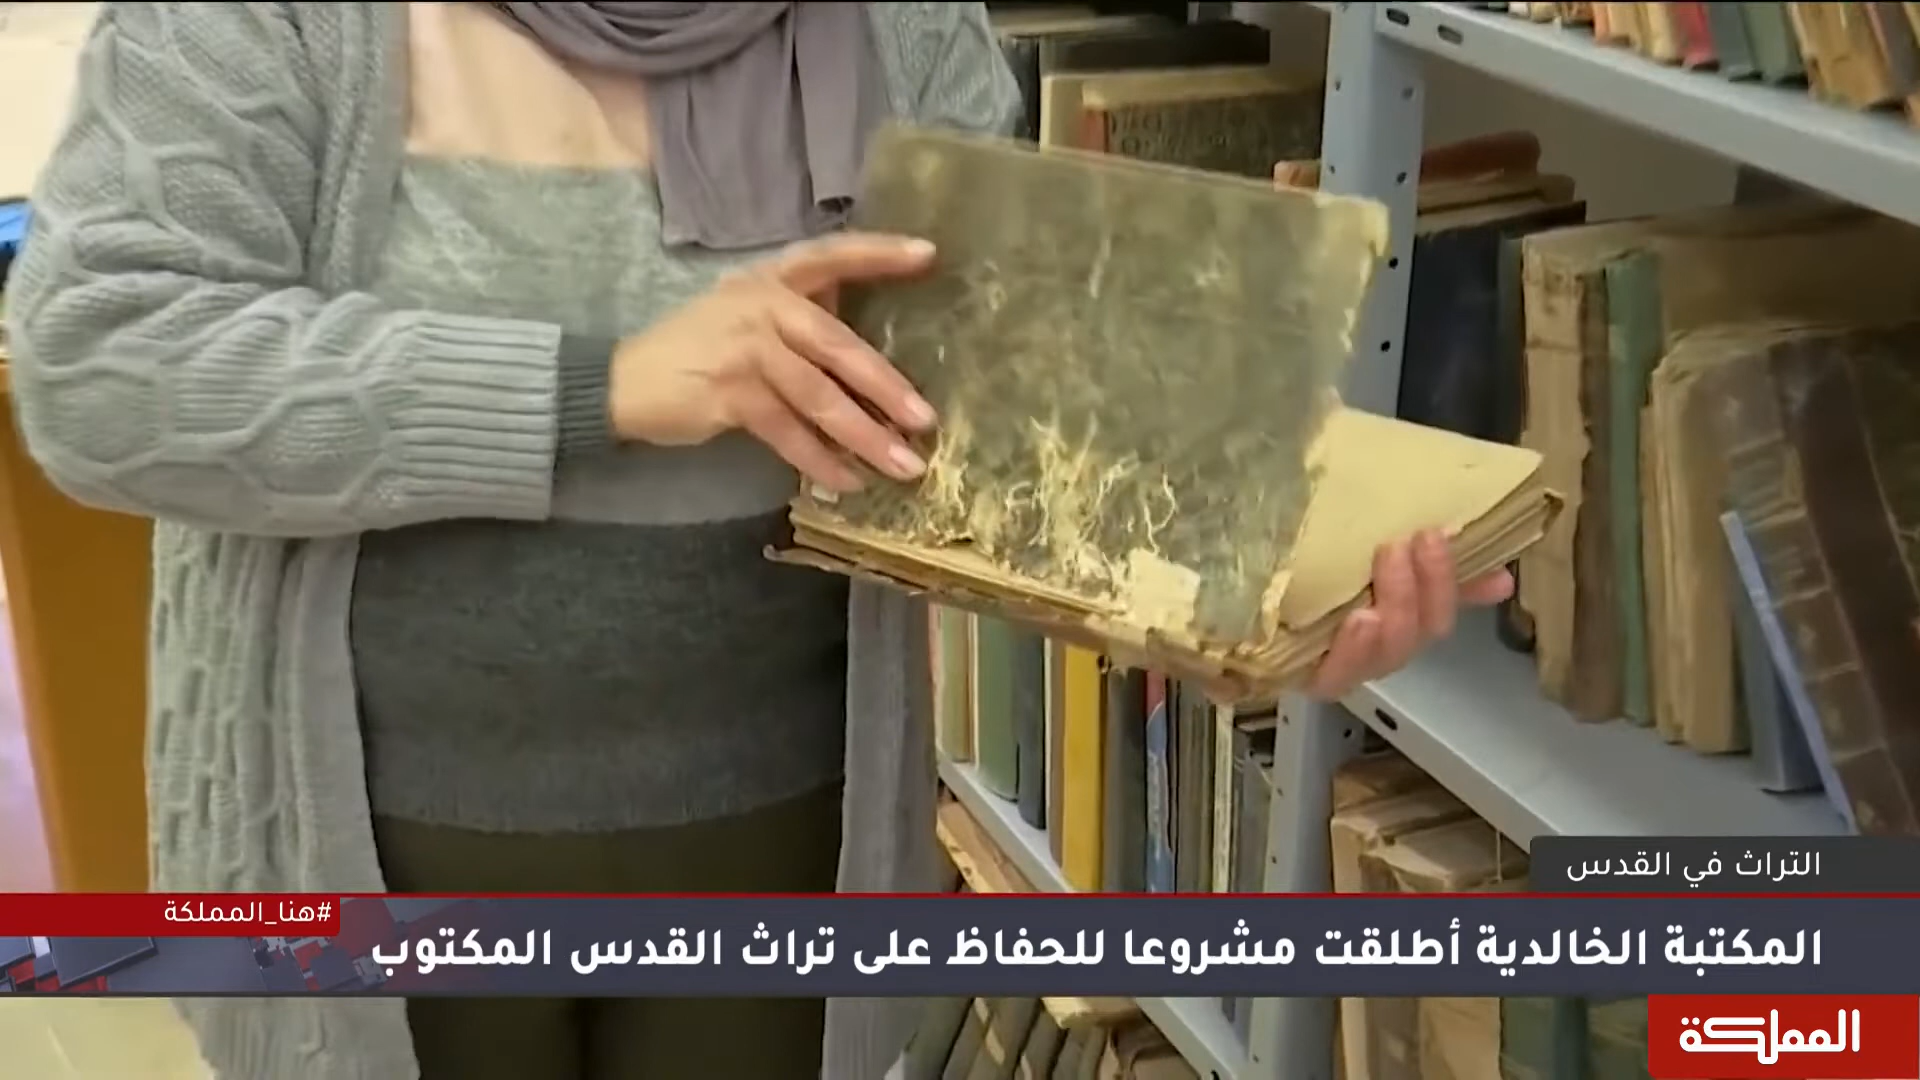 التراث في القدس
#هنا_المملكة
المكتبة الخالدية أطلقت مشروعا للحفاظ على تراث القدس المكتوب
المملكة